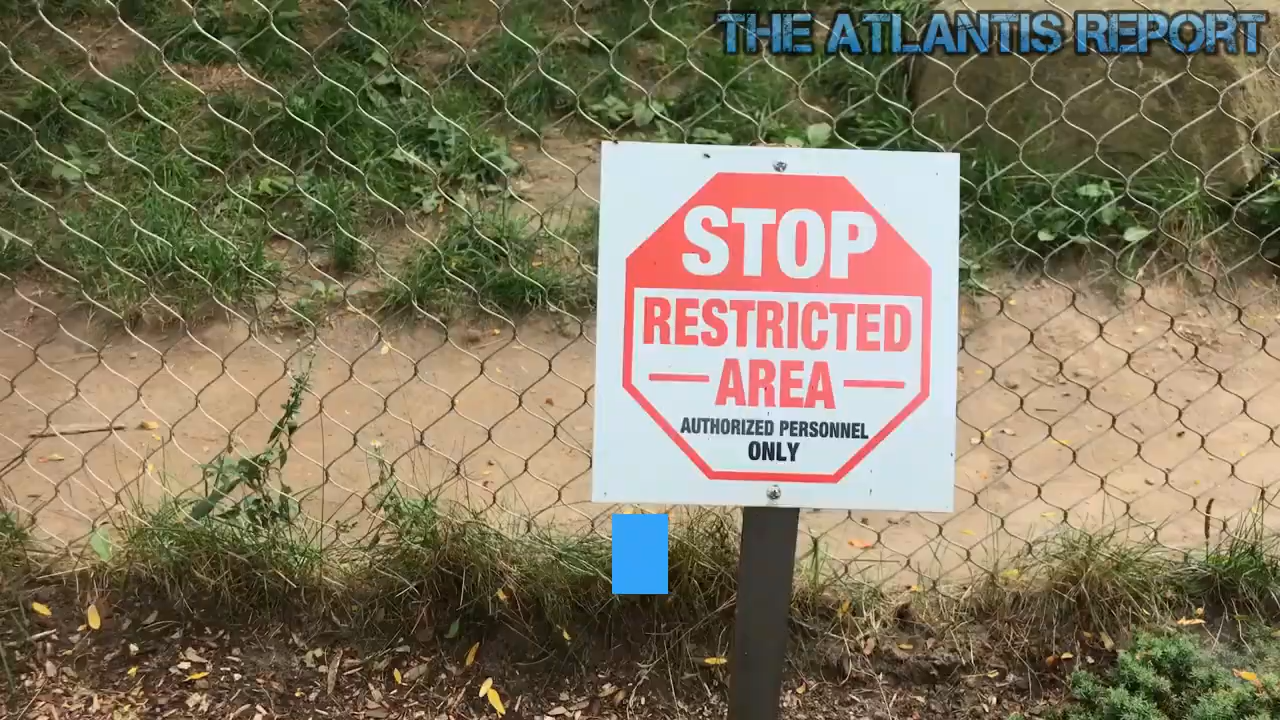 THE ATLANTIS REPORT
STOP
RESTRICTED
AREA
AUTHORIZED PERSONNEL
ONLY